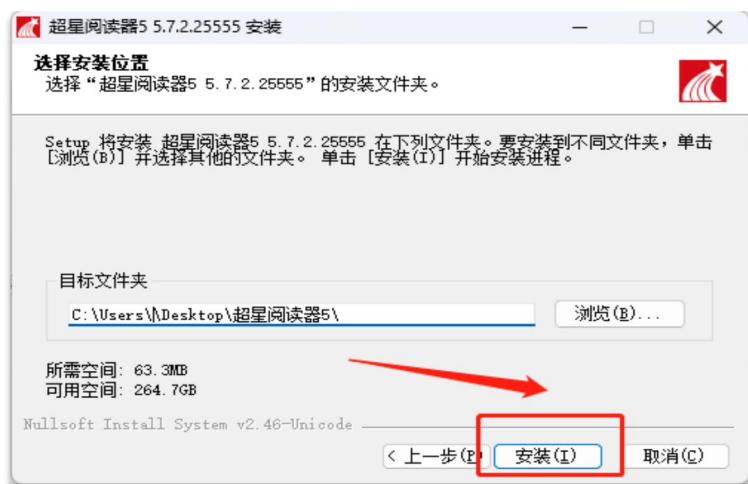 超星阅读器5 5.7.2.25555 安装
选择安装位置
选择“超星阅读器5 5.7.2.25555”的安装文件夹。
Setup 将安装 超星阅读器5 5.7.2.25555 在下列文件夹。要安装到不同文件夹，单击
[浏览(B)] 并选择其他的文件夹。 单击 [安装(I)] 开始安装进程。
目标文件夹
C:\Users\\Desktop\超星阅读器5\
浏览(B)...
所需空间: 63.3MB
可用空间: 264.7GB
Nullsoft Install System v2.46-Unicode
< 上一步(P)
安装(I)
取消(C)